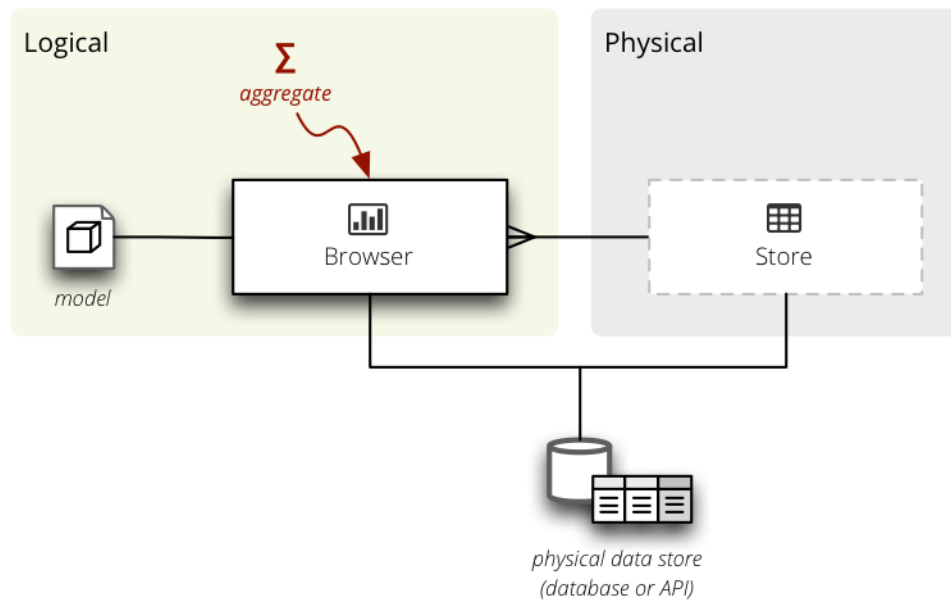 Logical
Physical
Σ
aggregate
Browser
Store
model
physical data store
(database or API)